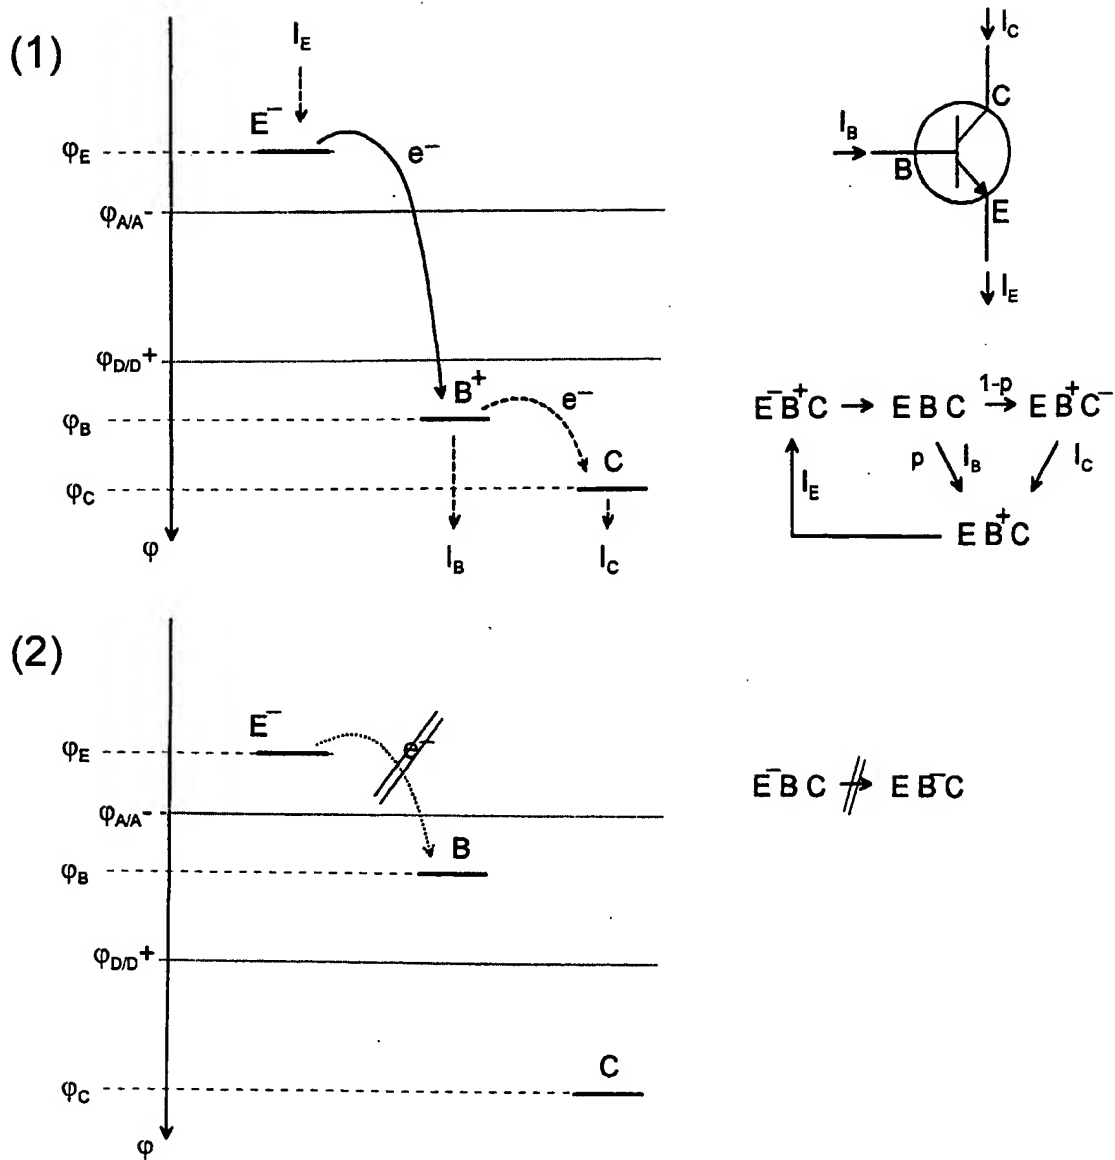 (1)
I_E
E⁻
e⁻
φ_E
φ_A/A⁻
φ_D/D⁺
B⁺
e⁻
φ_B
C
φ_C
φ
I_B
I_C
I_C
C
I_B
B
E
I_E
E⁻B⁺C → E B C 1-p → E B⁺C⁻
p I_B I_C
I_E
E B⁺C
(2)
E⁻
e⁻
φ_E
φ_A/A⁻
B
φ_B
φ_D/D⁺
C
φ_C
φ
E⁻B C → E B⁻C